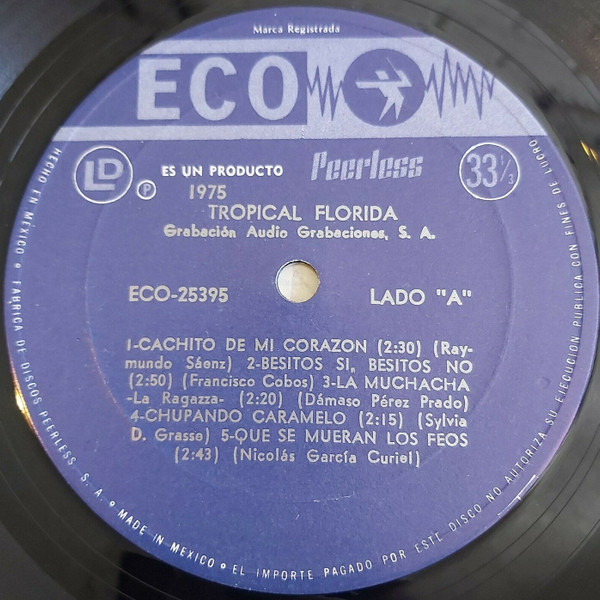 Marca Registrada
ECO
LD
℗
ES UN PRODUCTO
Peerless
33 1/3
1975
TROPICAL FLORIDA
Grabación Audio Grabaciones, S. A.
ECO-25395
LADO "A"
1-CACHITO DE MI CORAZON (2:30) (Ray-
mundo Sáenz) 2-BESITOS SI, BESITOS NO
(2:50) (Francisco Cobos) 3-LA MUCHACHA
-La Ragazza- (2:20) (Dámaso Pérez Prado)
4-CHUPANDO CARAMELO (2:15) (Sylvia
D. Grasso) 5-QUE SE MUERAN LOS FEOS
(2:43) (Nicolás García Curiel)
HECHO EN MÉXICO • FABRICA DE DISCOS PEERLESS S. A. • MADE IN MEXICO • EL IMPORTE PAGADO POR ESTE DISCO NO AUTORIZA SU EJECUCION PUBLICA CON FINES DE LUCRO